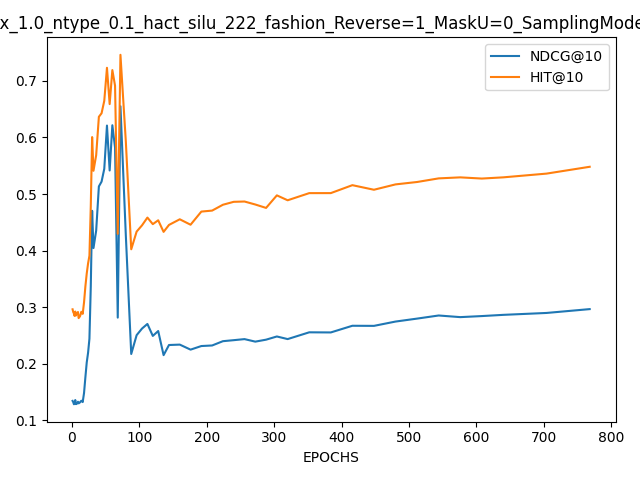 x_1.0_ntype_0.1_hact_silu_222_fashion_Reverse=1_MaskU=0_SamplingMode
NDCG@10
HIT@10
0.7
0.6
0.5
0.4
0.3
0.2
0.1
0 100 200 300 400 500 600 700 800
EPOCHS